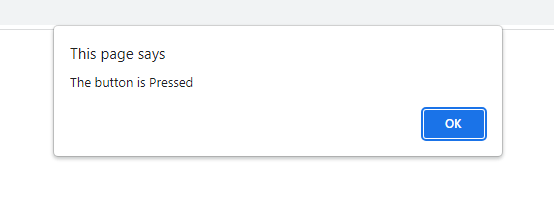 This page says
The button is Pressed
OK